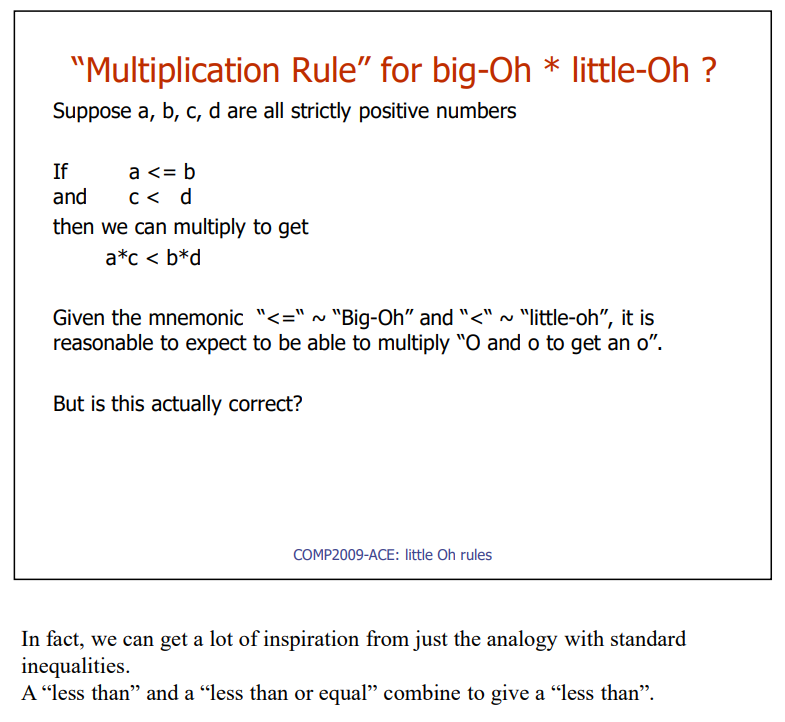 “Multiplication Rule” for big-Oh * little-Oh ?
Suppose a, b, c, d are all strictly positive numbers
If a <= b
and c < d
then we can multiply to get
a*c < b*d
Given the mnemonic “<=“ ~ “Big-Oh” and “<“ ~ “little-oh”, it is
reasonable to expect to be able to multiply “O and o to get an o”.
But is this actually correct?
COMP2009-ACE: little Oh rules
In fact, we can get a lot of inspiration from just the analogy with standard
inequalities.
A “less than” and a “less than or equal” combine to give a “less than”.